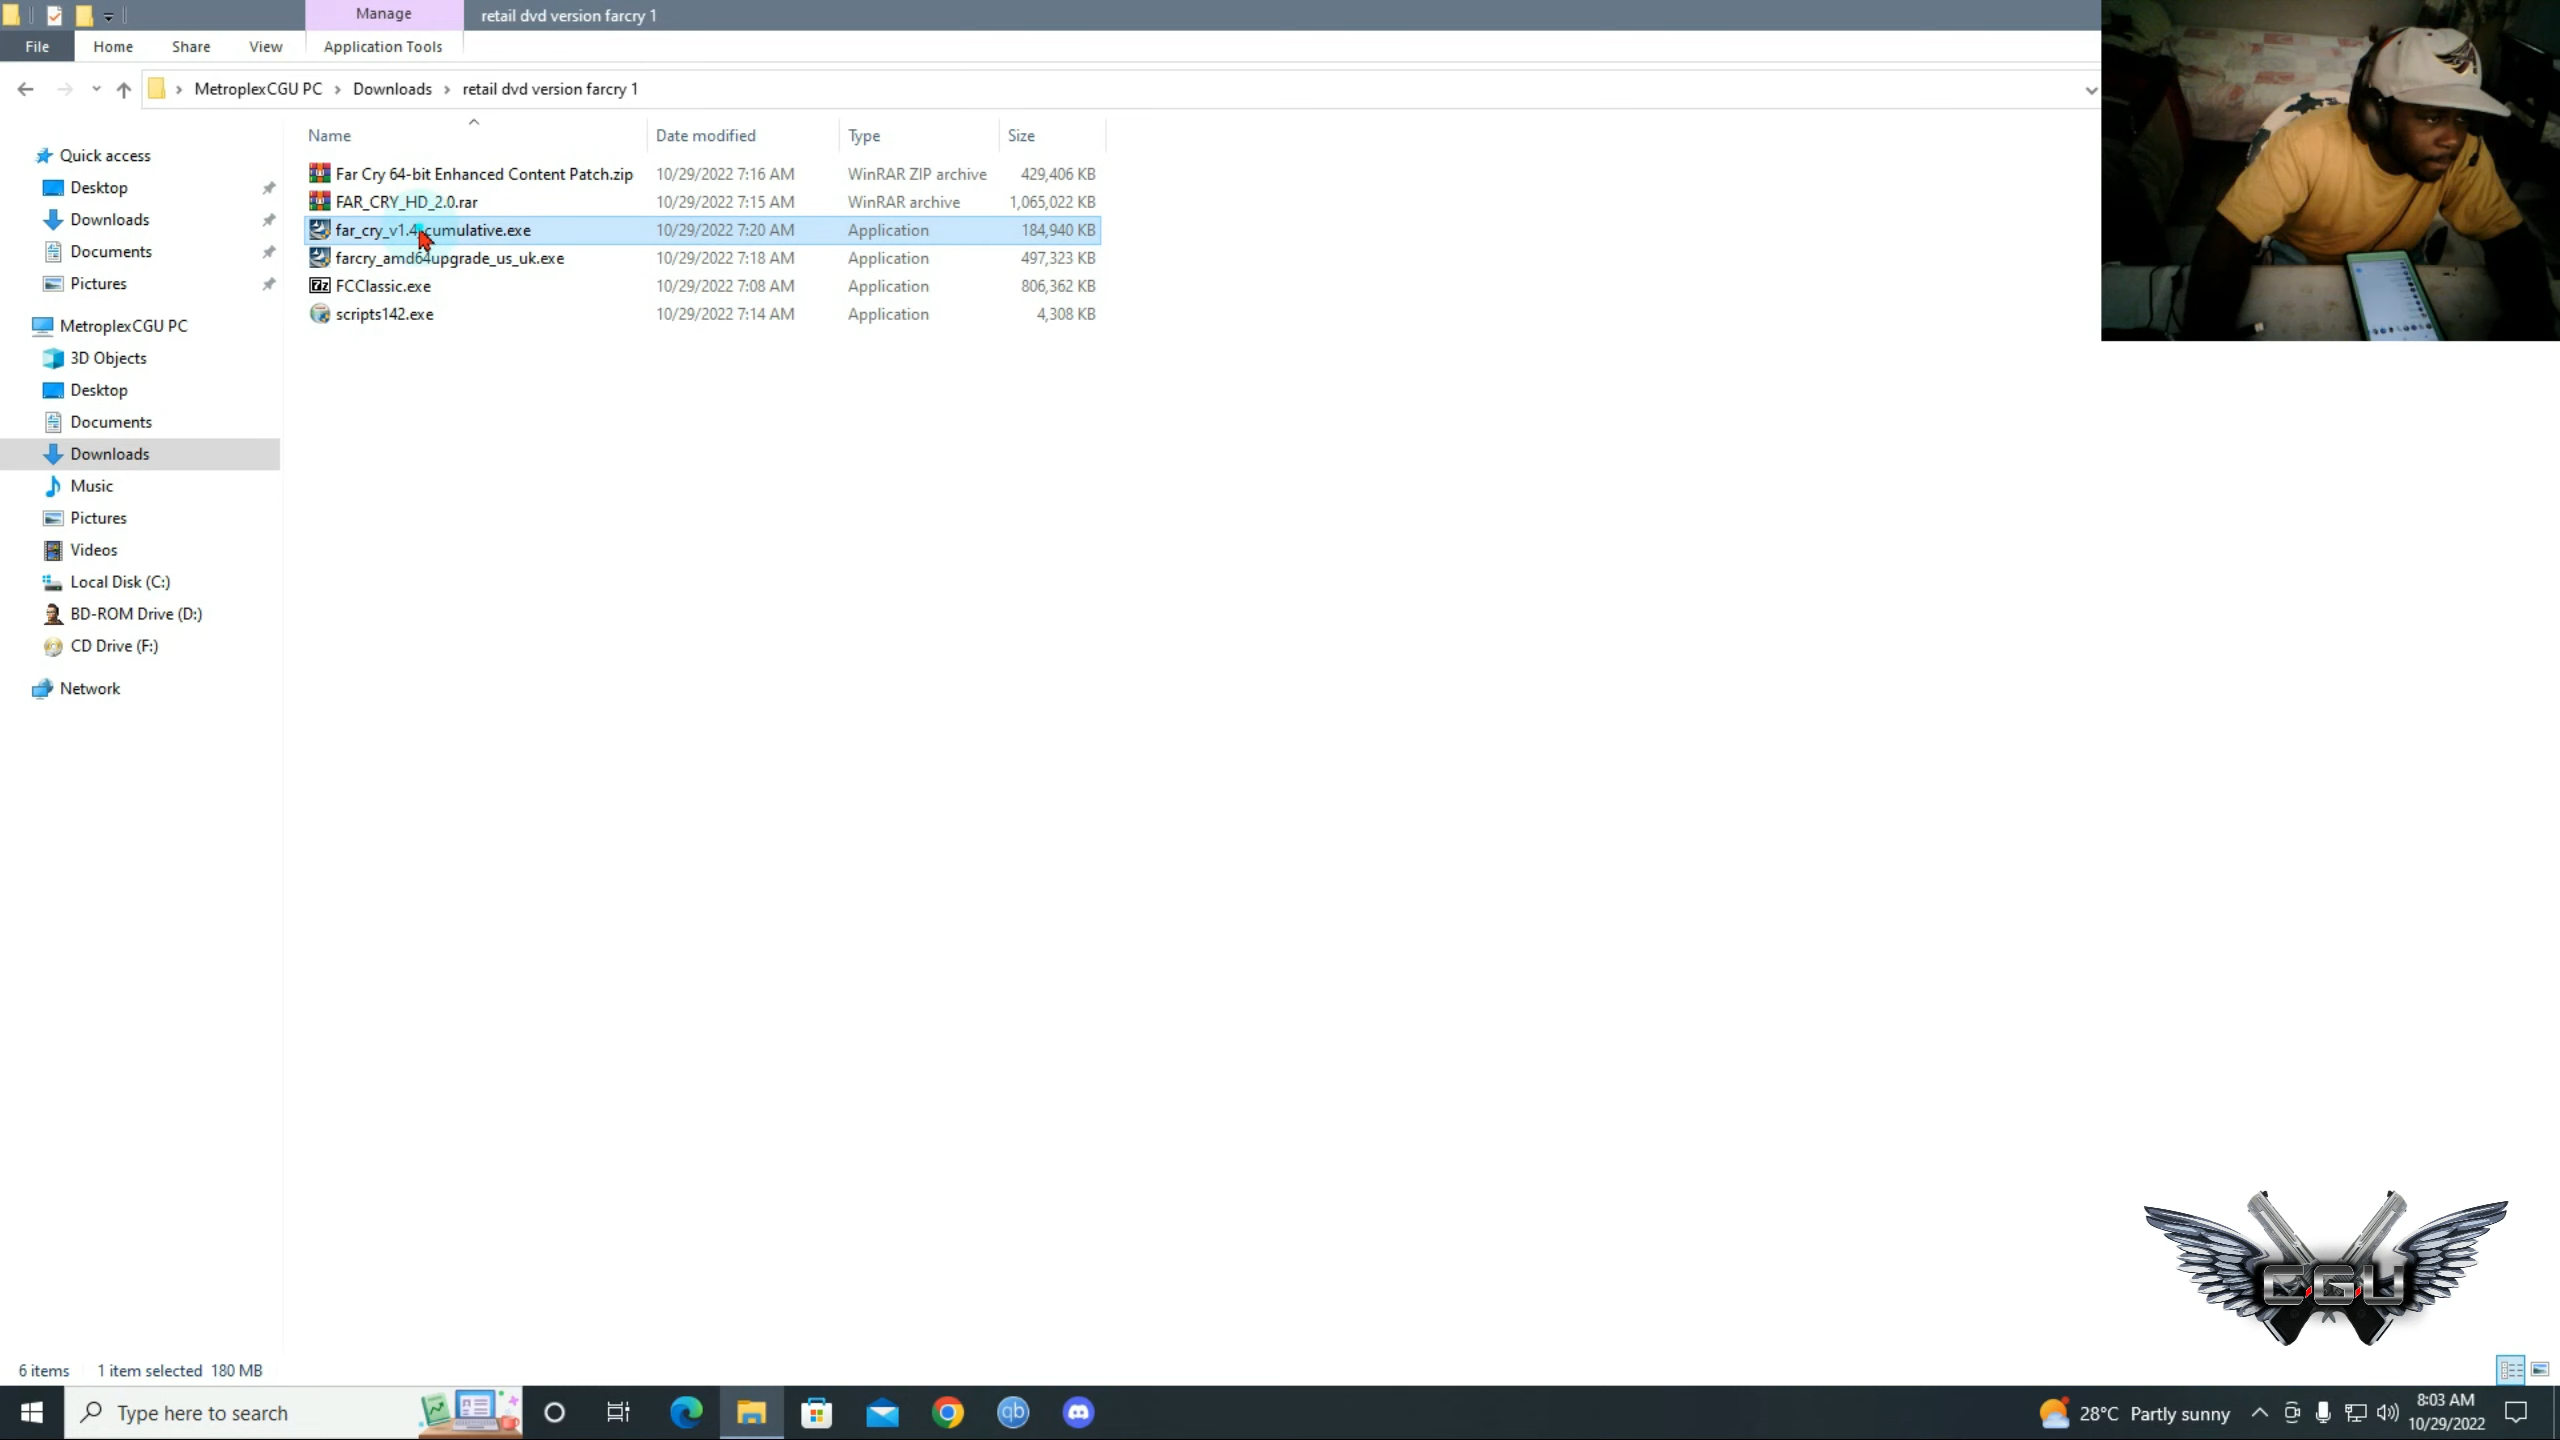 Manage
retail dvd version farcry 1
File
Home
Share
View
Application Tools
MetroplexCGU PC
Downloads
retail dvd version farcry 1
Name
Date modified
Type
Size
Far Cry 64-bit Enhanced Content Patch.zip 10/29/2022 7:16 AM WinRAR ZIP archive 429,406 KB
FAR_CRY_HD_2.0.rar 10/29/2022 7:15 AM WinRAR archive 1,065,022 KB
far_cry_v1.4_cumulative.exe 10/29/2022 7:20 AM Application 184,940 KB
farcry_amd64upgrade_us_uk.exe 10/29/2022 7:18 AM Application 497,323 KB
FCClassic.exe 10/29/2022 7:08 AM Application 806,362 KB
scripts142.exe 10/29/2022 7:14 AM Application 4,308 KB
Quick access
Desktop
Downloads
Documents
Pictures
MetroplexCGU PC
3D Objects
Desktop
Documents
Downloads
Music
Pictures
Videos
Local Disk (C:)
BD-ROM Drive (D:)
CD Drive (F:)
Network
C.G.U
6 items 1 item selected 180 MB
Type here to search
qb
28°C Partly sunny
8:03 AM
10/29/2022